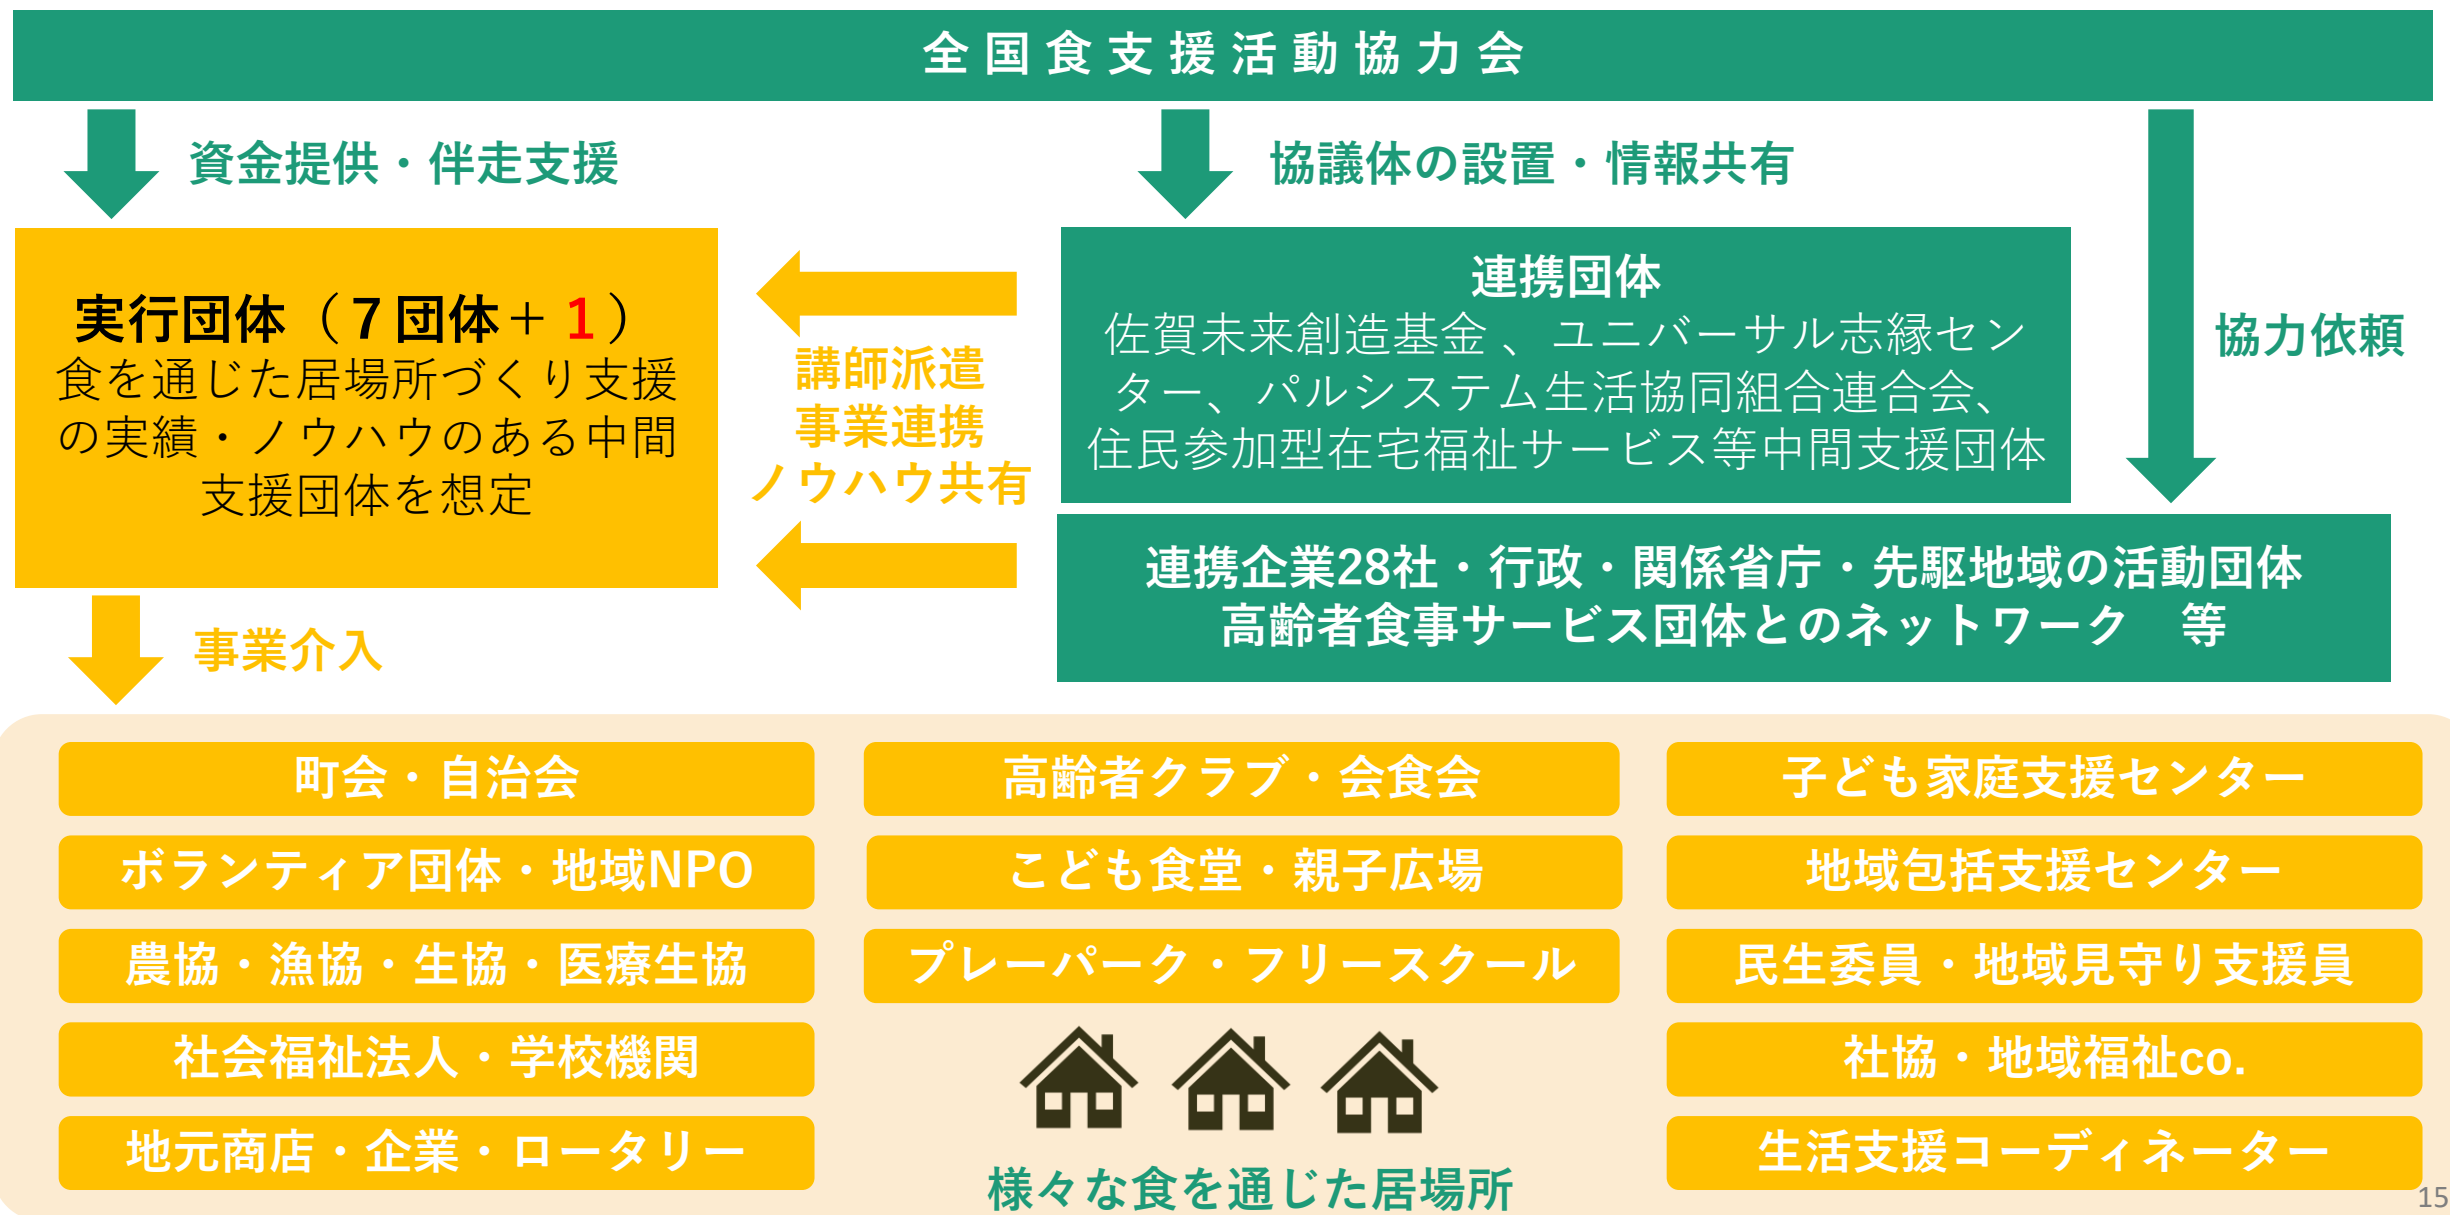 全国食支援活動協力会
資金提供・伴走支援
協議体の設置・情報共有
協力依頼
実行団体（７団体＋１）
食を通じた居場所づくり支援
の実績・ノウハウのある中間
支援団体を想定
講師派遣
事業連携
ノウハウ共有
連携団体
佐賀未来創造基金 、ユニバーサル志縁セン
ター、パルシステム生活協同組合連合会、
住民参加型在宅福祉サービス等中間支援団体
連携企業28社・行政・関係省庁・先駆地域の活動団体
高齢者食事サービス団体とのネットワーク　等
事業介入
町会・自治会
ボランティア団体・地域NPO
農協・漁協・生協・医療生協
社会福祉法人・学校機関
地元商店・企業・ロータリー
高齢者クラブ・会食会
こども食堂・親子広場
プレーパーク・フリースクール
様々な食を通じた居場所
子ども家庭支援センター
地域包括支援センター
民生委員・地域見守り支援員
社協・地域福祉co.
生活支援コーディネーター
15